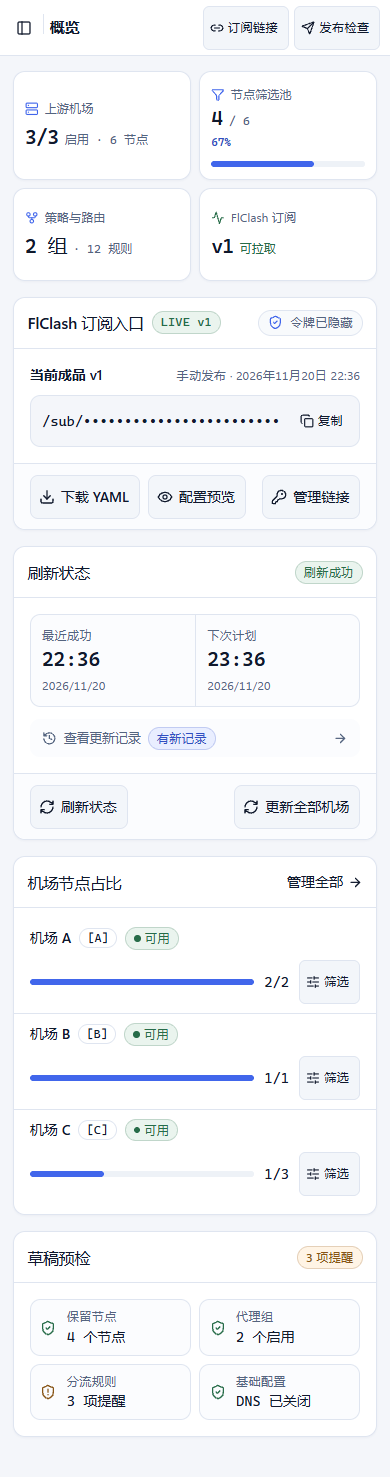 概览
订阅链接
发布检查
上游机场
3/3 启用 · 6 节点
节点筛选池
4 / 6
67%
策略与路由
2 组 · 12 规则
FlClash 订阅
v1 可拉取
FlClash 订阅入口
LIVE v1
令牌已隐藏
当前成品 v1
手动发布 · 2026年11月20日 22:36
/sub/••••••••••••••••••••••••
复制
下载 YAML
配置预览
管理链接
刷新状态
刷新成功
最近成功
22:36
2026/11/20
下次计划
23:36
2026/11/20
查看更新记录
有新记录
刷新状态
更新全部机场
机场节点占比
管理全部
机场 A [A] 可用
2/2 筛选
机场 B [B] 可用
1/1 筛选
机场 C [C] 可用
1/3 筛选
草稿预检
3 项提醒
保留节点
4 个节点
代理组
2 个启用
分流规则
3 项提醒
基础配置
DNS 已关闭